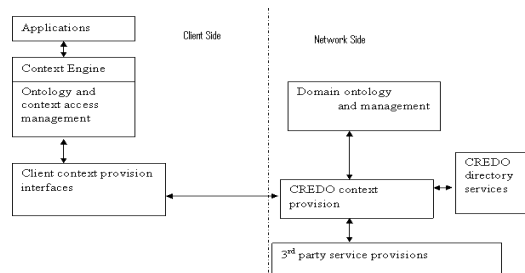 Applications
Client Side
Network Side
Context Engine
Ontology and
context access
management
Domain ontology
and management
Client context provision
interfaces
CREDO context
provision
CREDO
directory
services
3rd party service provisions